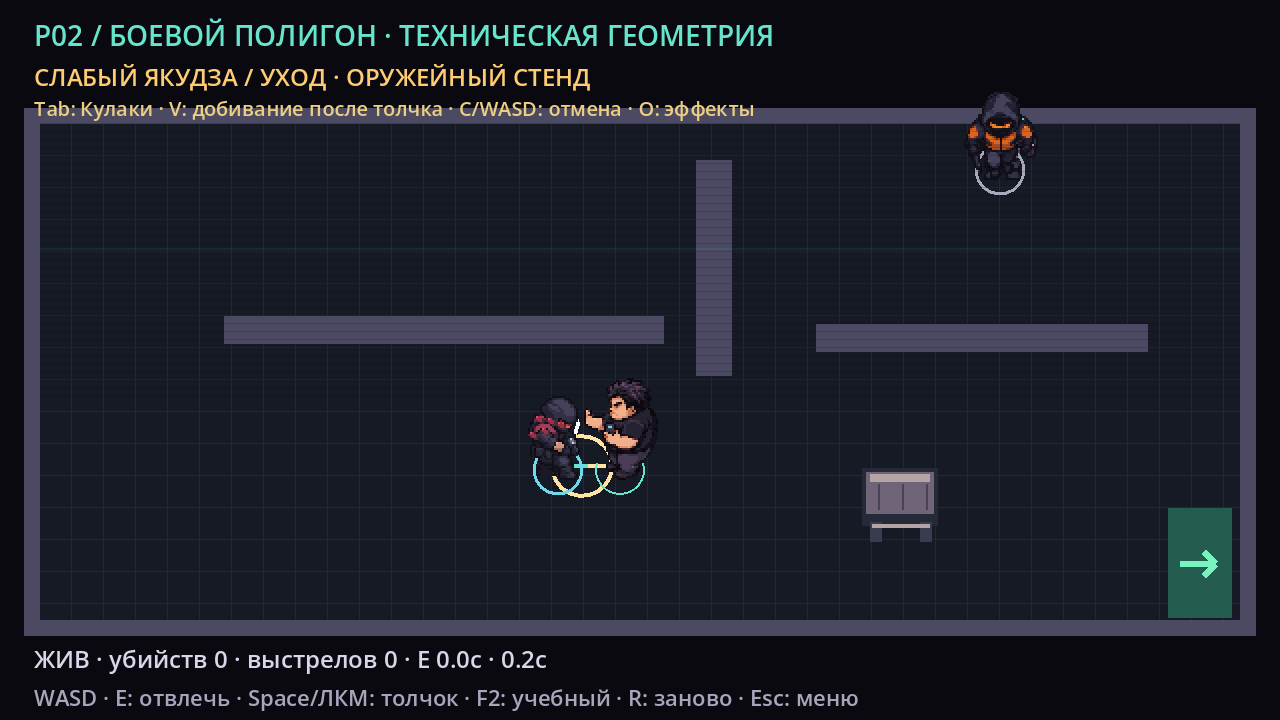 P02 / БОЕВОЙ ПОЛИГОН · ТЕХНИЧЕСКАЯ ГЕОМЕТРИЯ
СЛАБЫЙ ЯКУДЗА / УХОД · ОРУЖЕЙНЫЙ СТЕНД
Tab: Кулаки · V: добивание после толчка · C/WASD: отмена · O: эффекты
ЖИВ · убийств 0 · выстрелов 0 · E 0.0с · 0.2с
WASD · E: отвлечь · Space/ЛКМ: толчок · F2: учебный · R: заново · Esc: меню